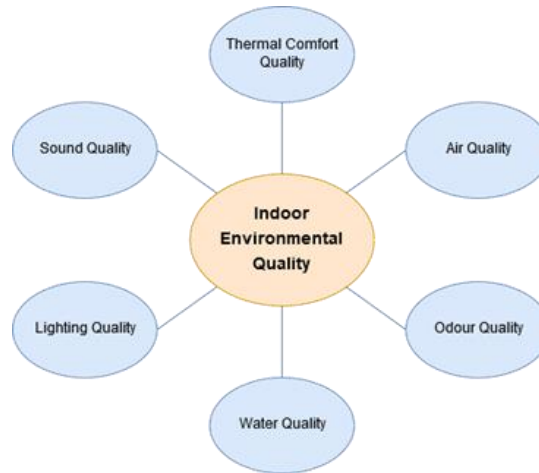 Thermal Comfort
Quality
Sound Quality
Air Quality
Indoor
Environmental
Quality
Lighting Quality
Odour Quality
Water Quality